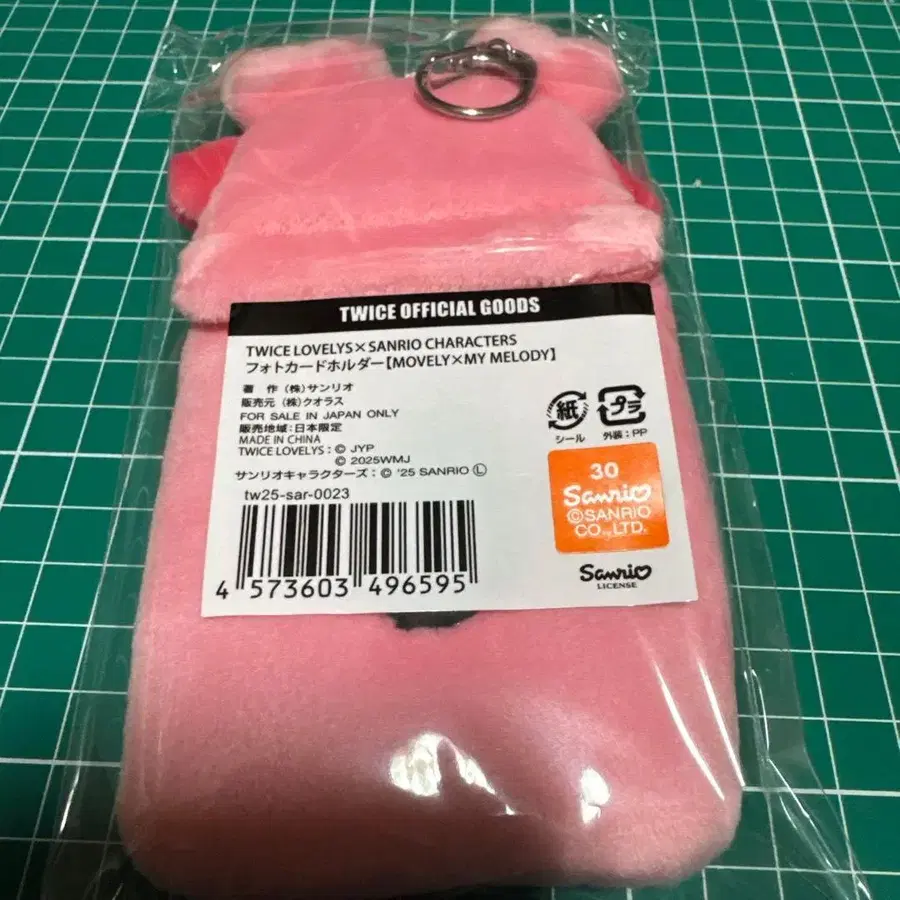 TWICE OFFICIAL GOODS
TWICE LOVELYS×SANRIO CHARACTERS
フォトカードホルダー【MOVELY×MY MELODY】
著 作 (株)サンリオ
販売元 (株)クオラス
FOR SALE IN JAPAN ONLY
販売地域:日本限定
MADE IN CHINA
TWICE LOVELYS:© JYP
© 2025WMJ
サンリオキャラクターズ:© '25 SANRIO Ⓛ
tw25-sar-0023
4 573603 496595
紙
シール
プラ
外装:PP
30
Sanrio
©SANRIO
CO.,LTD.
Sanrio
LICENSE